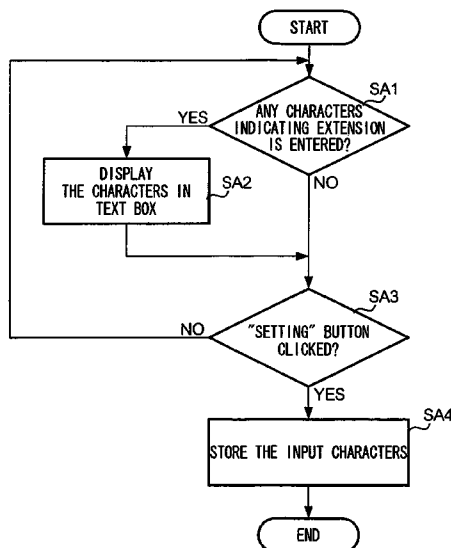 START
SA1
ANY CHARACTERS
INDICATING EXTENSION
IS ENTERED?
YES
NO
DISPLAY
THE CHARACTERS IN
TEXT BOX
SA2
SA3
"SETTING" BUTTON
CLICKED?
NO
YES
SA4
STORE THE INPUT CHARACTERS
END